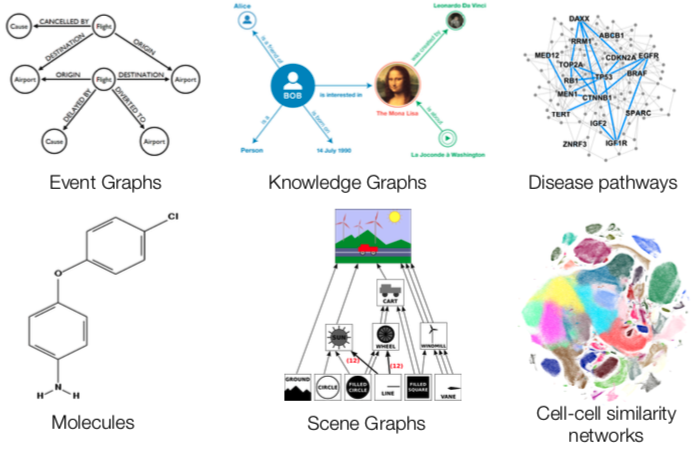 Cause
CANCELLED BY
Flight
DESTINATION
ORIGIN
Airport
ORIGIN
Flight
DESTINATION
Airport
DELAYED BY
DIVERTED TO
Cause
Airport
Event Graphs
Alice
is a friend of
BOB
is interested in
is a
is born on
Person
14 July 1990
Leonardo Da Vinci
was created by
The Mona Lisa
is about
La Joconde à Washington
Knowledge Graphs
DAXX
RRM1
ABCB1
MED12
TOP2A
CDKN2A
EGFR
RB1
TP53
BRAF
MEN1
CTNNB1
TERT
IGF2
SPARC
ZNRF3
IGF1R
Disease pathways
Cl
O
N
H
H
Molecules
CART
SUN
WHEEL
WINDMILL
(12)
(12)
GROUND
CIRCLE
FILLED
CIRCLE
LINE
FILLED
SQUARE
VANE
Scene Graphs
Cell-cell similarity
networks